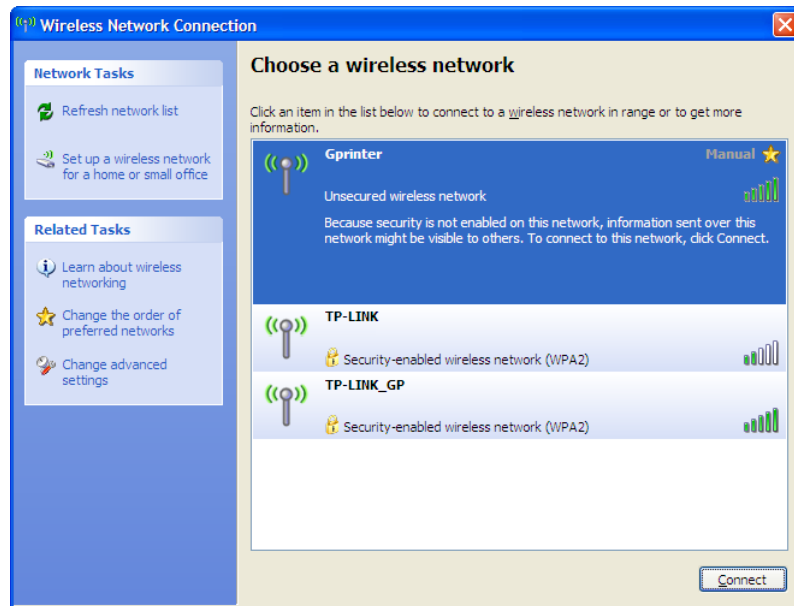 Wireless Network Connection
Network Tasks
Refresh network list
Set up a wireless network
for a home or small office
Related Tasks
Learn about wireless
networking
Change the order of
preferred networks
Change advanced
settings
Choose a wireless network
Click an item in the list below to connect to a wireless network in range or to get more
information.
Gprinter
Manual
Unsecured wireless network
Because security is not enabled on this network, information sent over this
network might be visible to others. To connect to this network, click Connect.
TP-LINK
Security-enabled wireless network (WPA2)
TP-LINK_GP
Security-enabled wireless network (WPA2)
Connect